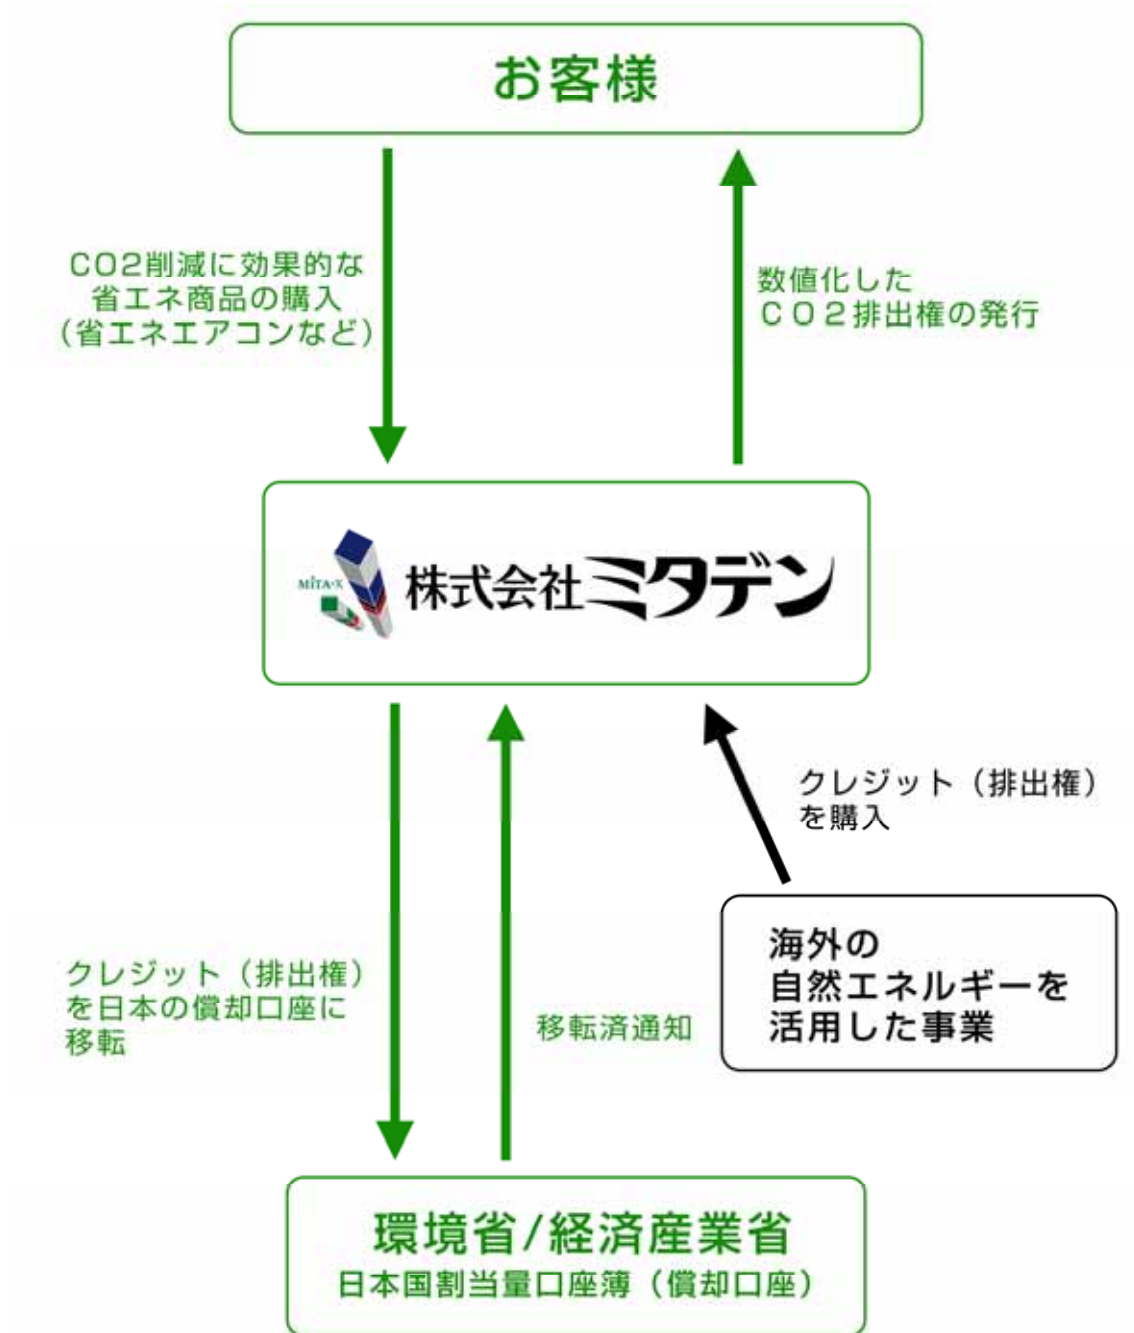 お客様
CO2削減に効果的な
省エネ商品の購入
（省エネエアコンなど）
数値化した
ＣＯ２排出権の発行
MITA-X
株式会社ミタデン
クレジット（排出権）
を購入
海外の
自然エネルギーを
活用した事業
クレジット（排出権）
を日本の償却口座に
移転
移転済通知
環境省/経済産業省
日本国割当量口座簿（償却口座）